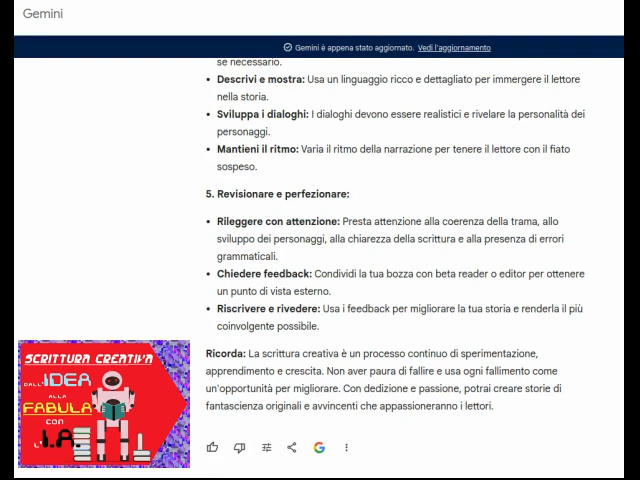 Gemini
Gemini è appena stato aggiornato. Vedi l'aggiornamento
se necessario.
• Descrivi e mostra: Usa un linguaggio ricco e dettagliato per immergere il lettore
nella storia.
• Sviluppa i dialoghi: I dialoghi devono essere realistici e rivelare la personalità dei
personaggi.
• Mantieni il ritmo: Varia il ritmo della narrazione per tenere il lettore con il fiato
sospeso.
5. Revisionare e perfezionare:
• Rileggere con attenzione: Presta attenzione alla coerenza della trama, allo
sviluppo dei personaggi, alla chiarezza della scrittura e alla presenza di errori
grammaticali.
• Chiedere feedback: Condividi la tua bozza con beta reader o editor per ottenere
un punto di vista esterno.
• Riscrivere e rivedere: Usa i feedback per migliorare la tua storia e renderla il più
coinvolgente possibile.
Ricorda: La scrittura creativa è un processo continuo di sperimentazione,
apprendimento e crescita. Non aver paura di fallire e usa ogni fallimento come
un'opportunità per migliorare. Con dedizione e passione, potrai creare storie di
fantascienza originali e avvincenti che appassioneranno i lettori.
SCRITTURA CREATIVA
DALL'IDEA
ALLA
FABULA
CON
L'I.A.